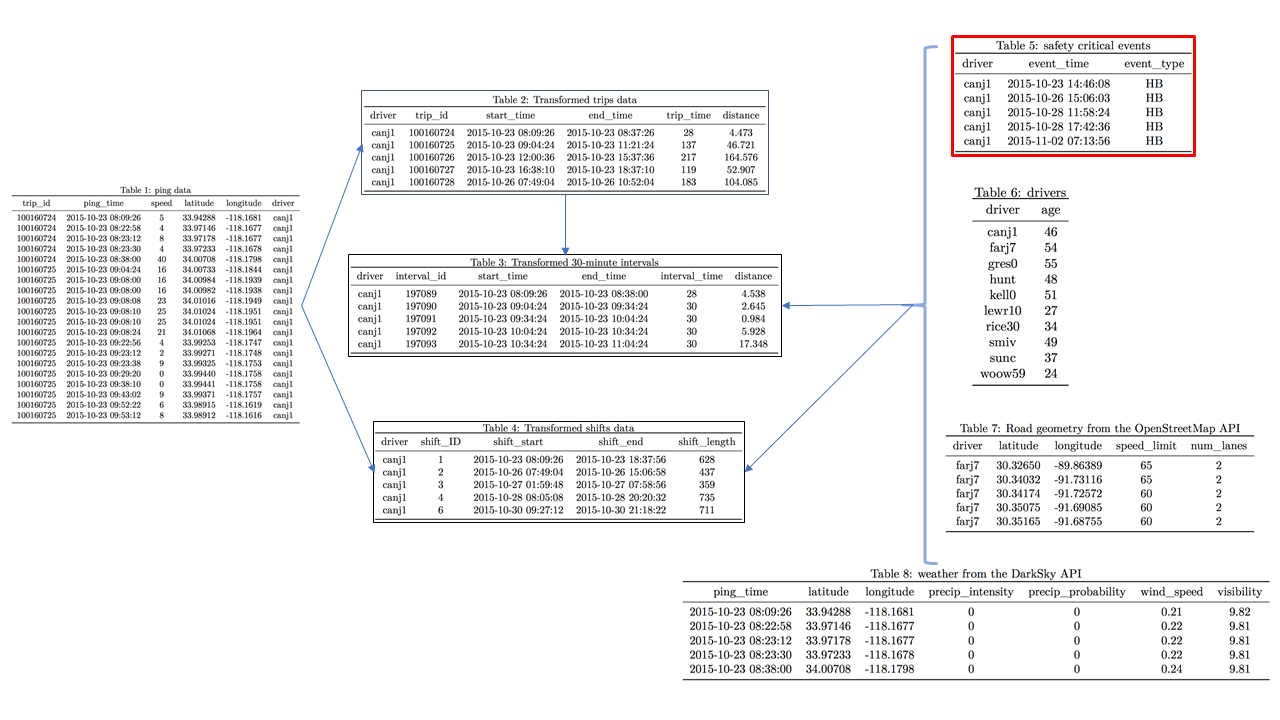 Table 1: ping data
trip_id ping_time speed latitude longitude driver
100160724 2015-10-23 08:09:26 5 33.94288 -118.1681 canj1
100160724 2015-10-23 08:22:58 4 33.97146 -118.1677 canj1
100160724 2015-10-23 08:23:12 8 33.97178 -118.1677 canj1
100160724 2015-10-23 08:23:30 4 33.97233 -118.1678 canj1
100160724 2015-10-23 08:38:00 40 34.00708 -118.1798 canj1
100160725 2015-10-23 09:04:24 16 34.00733 -118.1844 canj1
100160725 2015-10-23 09:08:00 16 34.00984 -118.1939 canj1
100160725 2015-10-23 09:08:00 16 34.00982 -118.1938 canj1
100160725 2015-10-23 09:08:08 23 34.01016 -118.1949 canj1
100160725 2015-10-23 09:08:10 25 34.01024 -118.1951 canj1
100160725 2015-10-23 09:08:10 25 34.01024 -118.1951 canj1
100160725 2015-10-23 09:08:24 21 34.01068 -118.1964 canj1
100160725 2015-10-23 09:22:56 4 33.99253 -118.1747 canj1
100160725 2015-10-23 09:23:12 2 33.99271 -118.1748 canj1
100160725 2015-10-23 09:23:38 9 33.99325 -118.1753 canj1
100160725 2015-10-23 09:29:20 0 33.99440 -118.1758 canj1
100160725 2015-10-23 09:38:10 0 33.99441 -118.1758 canj1
100160725 2015-10-23 09:43:02 9 33.99371 -118.1757 canj1
100160725 2015-10-23 09:52:22 6 33.98915 -118.1619 canj1
100160725 2015-10-23 09:53:12 8 33.98912 -118.1616 canj1
Table 2: Transformed trips data
driver trip_id start_time end_time trip_time distance
canj1 100160724 2015-10-23 08:09:26 2015-10-23 08:37:26 28 4.473
canj1 100160725 2015-10-23 09:04:24 2015-10-23 11:21:24 137 46.721
canj1 100160726 2015-10-23 12:00:36 2015-10-23 15:37:36 217 164.576
canj1 100160727 2015-10-23 16:38:10 2015-10-23 18:37:10 119 52.907
canj1 100160728 2015-10-26 07:49:04 2015-10-26 10:52:04 183 104.085
Table 3: Transformed 30-minute intervals
driver interval_id start_time end_time interval_time distance
canj1 197089 2015-10-23 08:09:26 2015-10-23 08:38:00 28 4.538
canj1 197090 2015-10-23 09:04:24 2015-10-23 09:34:24 30 2.645
canj1 197091 2015-10-23 09:34:24 2015-10-23 10:04:24 30 0.984
canj1 197092 2015-10-23 10:04:24 2015-10-23 10:34:24 30 5.928
canj1 197093 2015-10-23 10:34:24 2015-10-23 11:04:24 30 17.348
Table 4: Transformed shifts data
driver shift_ID shift_start shift_end shift_length
canj1 1 2015-10-23 08:09:26 2015-10-23 18:37:56 628
canj1 2 2015-10-26 07:49:04 2015-10-26 15:06:58 437
canj1 3 2015-10-27 01:59:48 2015-10-27 07:58:56 359
canj1 4 2015-10-28 08:05:08 2015-10-28 20:20:32 735
canj1 6 2015-10-30 09:27:12 2015-10-30 21:18:22 711
Table 5: safety critical events
driver event_time event_type
canj1 2015-10-23 14:46:08 HB
canj1 2015-10-26 15:06:03 HB
canj1 2015-10-28 11:58:24 HB
canj1 2015-10-28 17:42:36 HB
canj1 2015-11-02 07:13:56 HB
Table 6: drivers
driver age
canj1 46
farj7 54
gres0 55
hunt 48
kell0 51
lewr10 27
rice30 34
smiv 49
sunc 37
woow59 24
Table 7: Road geometry from the OpenStreetMap API
driver latitude longitude speed_limit num_lanes
farj7 30.32650 -89.86389 65 2
farj7 30.34032 -91.73116 65 2
farj7 30.34174 -91.72572 60 2
farj7 30.35075 -91.69085 60 2
farj7 30.35165 -91.68755 60 2
Table 8: weather from the DarkSky API
ping_time latitude longitude precip_intensity precip_probability wind_speed visibility
2015-10-23 08:09:26 33.94288 -118.1681 0 0 0.21 9.82
2015-10-23 08:22:58 33.97146 -118.1677 0 0 0.22 9.81
2015-10-23 08:23:12 33.97178 -118.1677 0 0 0.22 9.81
2015-10-23 08:23:30 33.97233 -118.1678 0 0 0.22 9.81
2015-10-23 08:38:00 34.00708 -118.1798 0 0 0.24 9.81